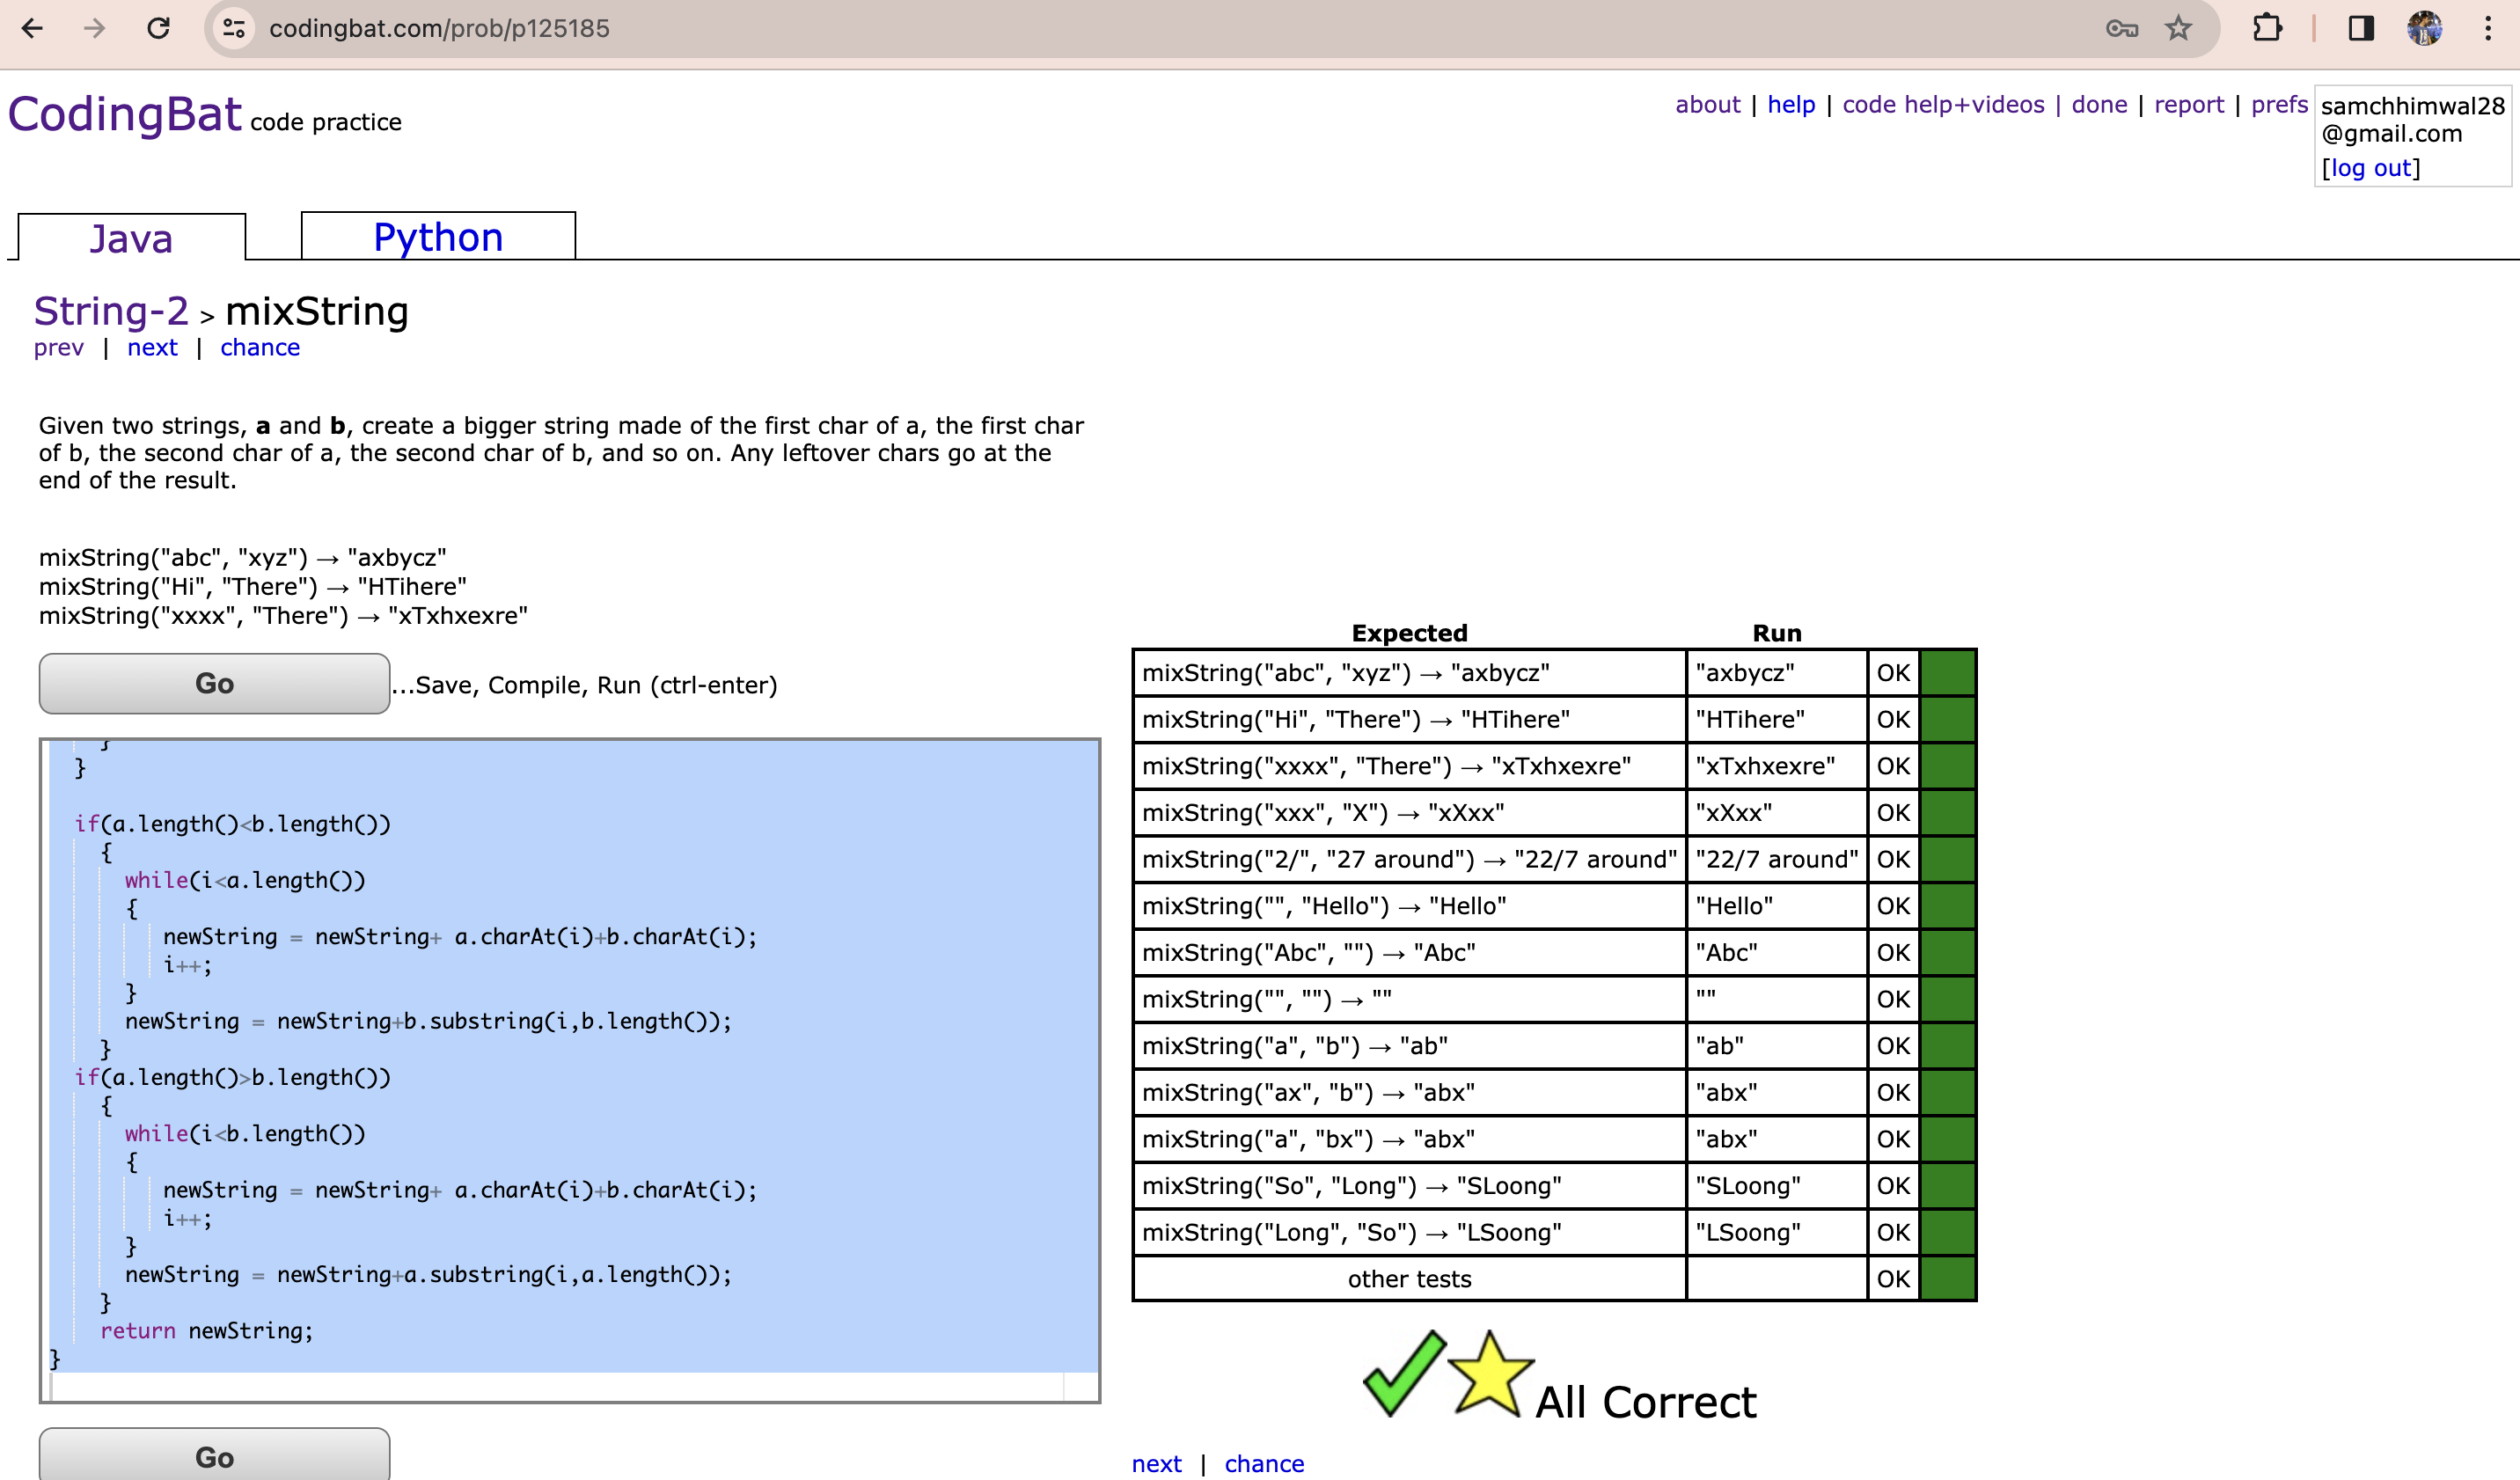 codingbat.com/prob/p125185
CodingBat code practice
about | help | code help+videos | done | report | prefs
samchhimwal28
@gmail.com
[log out]
Java
Python
String-2 > mixString
prev | next | chance
Given two strings, a and b, create a bigger string made of the first char of a, the first char
of b, the second char of a, the second char of b, and so on. Any leftover chars go at the
end of the result.
mixString("abc", "xyz") → "axbycz"
mixString("Hi", "There") → "HTihere"
mixString("xxxx", "There") → "xTxhxexre"
Go ...Save, Compile, Run (ctrl-enter)
}
}
if(a.length()<b.length())
{
while(i<a.length())
{
newString = newString+ a.charAt(i)+b.charAt(i);
i++;
}
newString = newString+b.substring(i,b.length());
}
if(a.length()>b.length())
{
while(i<b.length())
{
newString = newString+ a.charAt(i)+b.charAt(i);
i++;
}
newString = newString+a.substring(i,a.length());
}
return newString;
}
Go
Expected Run
mixString("abc", "xyz") → "axbycz" "axbycz" OK
mixString("Hi", "There") → "HTihere" "HTihere" OK
mixString("xxxx", "There") → "xTxhxexre" "xTxhxexre" OK
mixString("xxx", "X") → "xXxx" "xXxx" OK
mixString("2/", "27 around") → "22/7 around" "22/7 around" OK
mixString("", "Hello") → "Hello" "Hello" OK
mixString("Abc", "") → "Abc" "Abc" OK
mixString("", "") → "" "" OK
mixString("a", "b") → "ab" "ab" OK
mixString("ax", "b") → "abx" "abx" OK
mixString("a", "bx") → "abx" "abx" OK
mixString("So", "Long") → "SLoong" "SLoong" OK
mixString("Long", "So") → "LSoong" "LSoong" OK
other tests OK
All Correct
next | chance